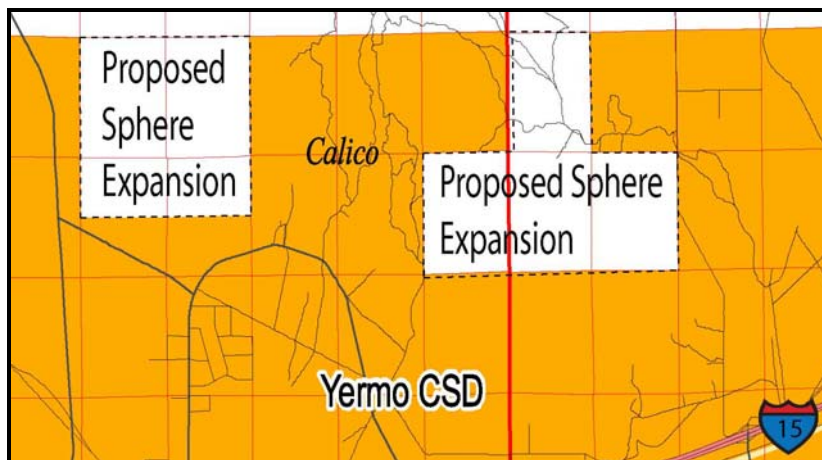 Proposed
Sphere
Expansion
Calico
Proposed Sphere
Expansion
Yermo CSD
15